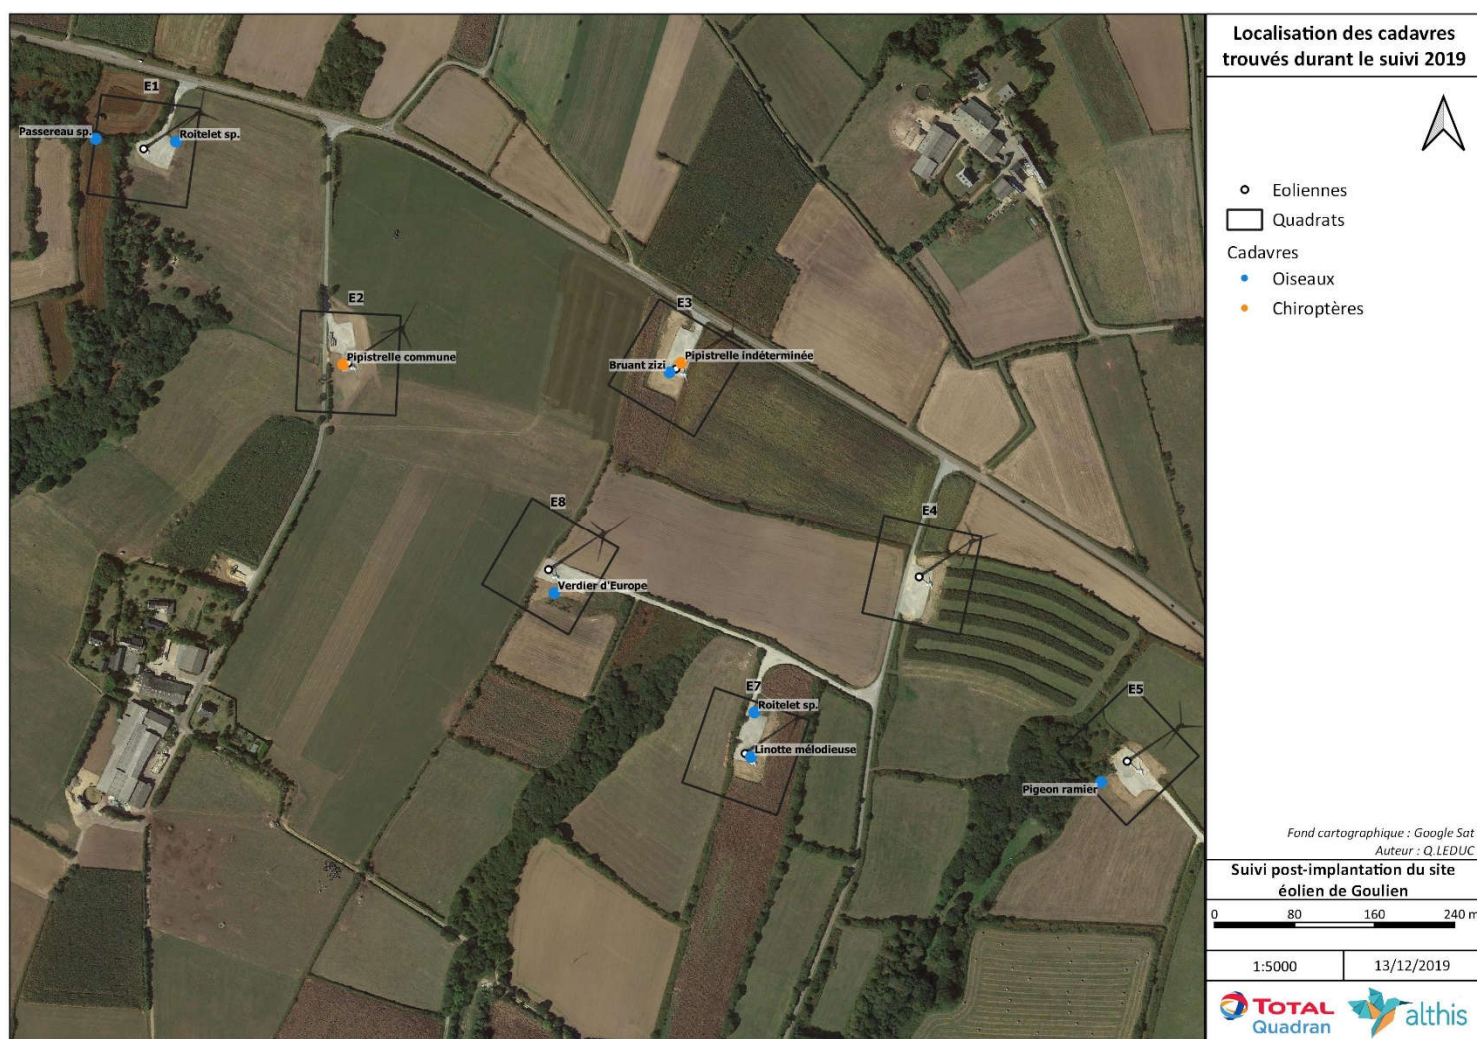 Localisation des cadavres
trouvés durant le suivi 2019
Eoliennes
Quadrats
Cadavres
Oiseaux
Chiroptères
E1
Passereau sp.
Roitelet sp.
E2
Pipistrelle commune
E3
Pipistrelle indéterminée
Bruant zizi
E8
Verdier d'Europe
E4
E7
Roitelet sp.
Linotte mélodieuse
E5
Pigeon ramier
Fond cartographique : Google Sat
Auteur : Q.LEDUC
Suivi post-implantation du site
éolien de Goulien
0 80 160 240 m
1:5000 13/12/2019
TOTAL
Quadran
althis